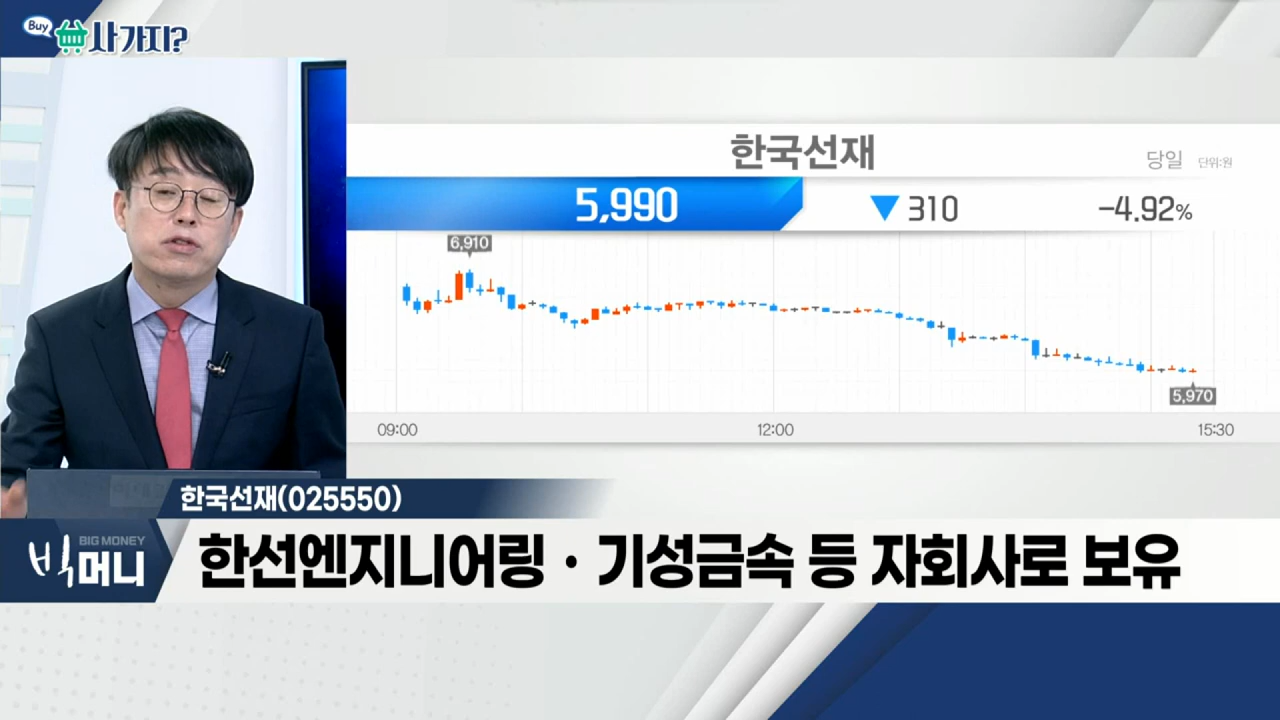 Buy
사가지?
한국선재
당일 단위:원
5,990 ▼ 310 -4.92%
6,910
5,970
09:00 12:00 15:30
한국선재(025550)
BIG MONEY
빅머니
한선엔지니어링·기성금속 등 자회사로 보유